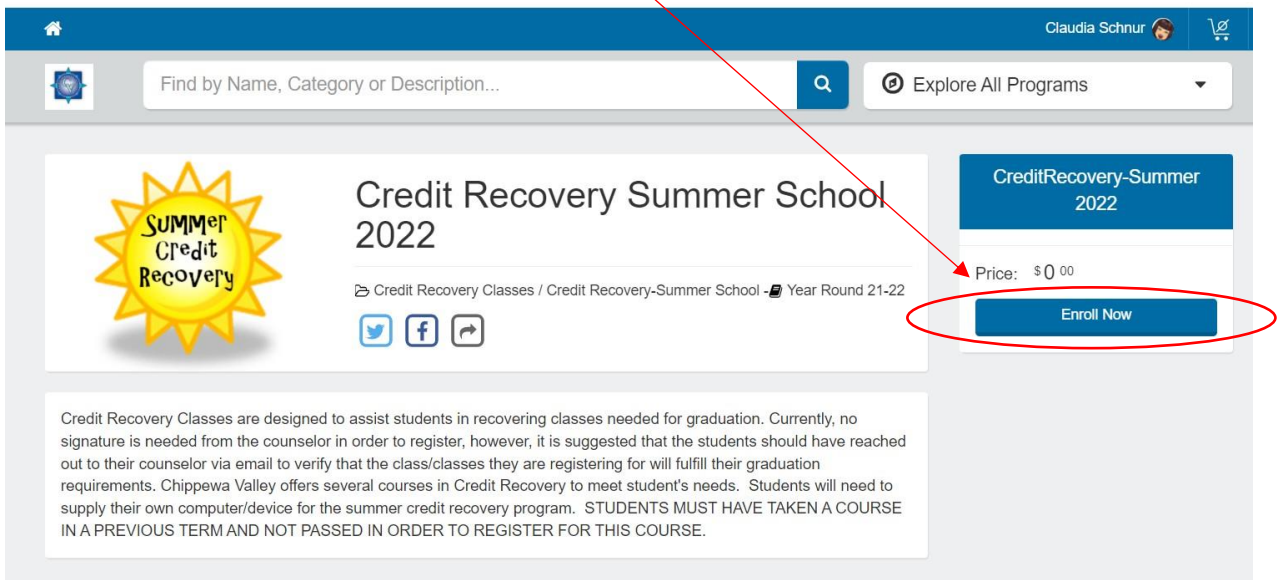 Claudia Schnur
Find by Name, Category or Description...
Explore All Programs
SUMMer
Credit
Recovery
Credit Recovery Summer School
2022
Credit Recovery Classes / Credit Recovery-Summer School - Year Round 21-22
CreditRecovery-Summer
2022
Price: $ 0 00
Enroll Now
Credit Recovery Classes are designed to assist students in recovering classes needed for graduation. Currently, no
signature is needed from the counselor in order to register, however, it is suggested that the students should have reached
out to their counselor via email to verify that the class/classes they are registering for will fulfill their graduation
requirements. Chippewa Valley offers several courses in Credit Recovery to meet student's needs. Students will need to
supply their own computer/device for the summer credit recovery program. STUDENTS MUST HAVE TAKEN A COURSE
IN A PREVIOUS TERM AND NOT PASSED IN ORDER TO REGISTER FOR THIS COURSE.